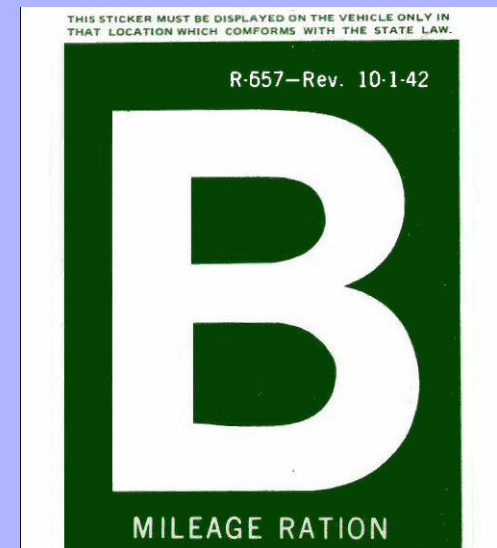 THIS STICKER MUST BE DISPLAYED ON THE VEHICLE ONLY IN
THAT LOCATION WHICH COMFORMS WITH THE STATE LAW.
R-657—Rev. 10-1-42
B
MILEAGE RATION